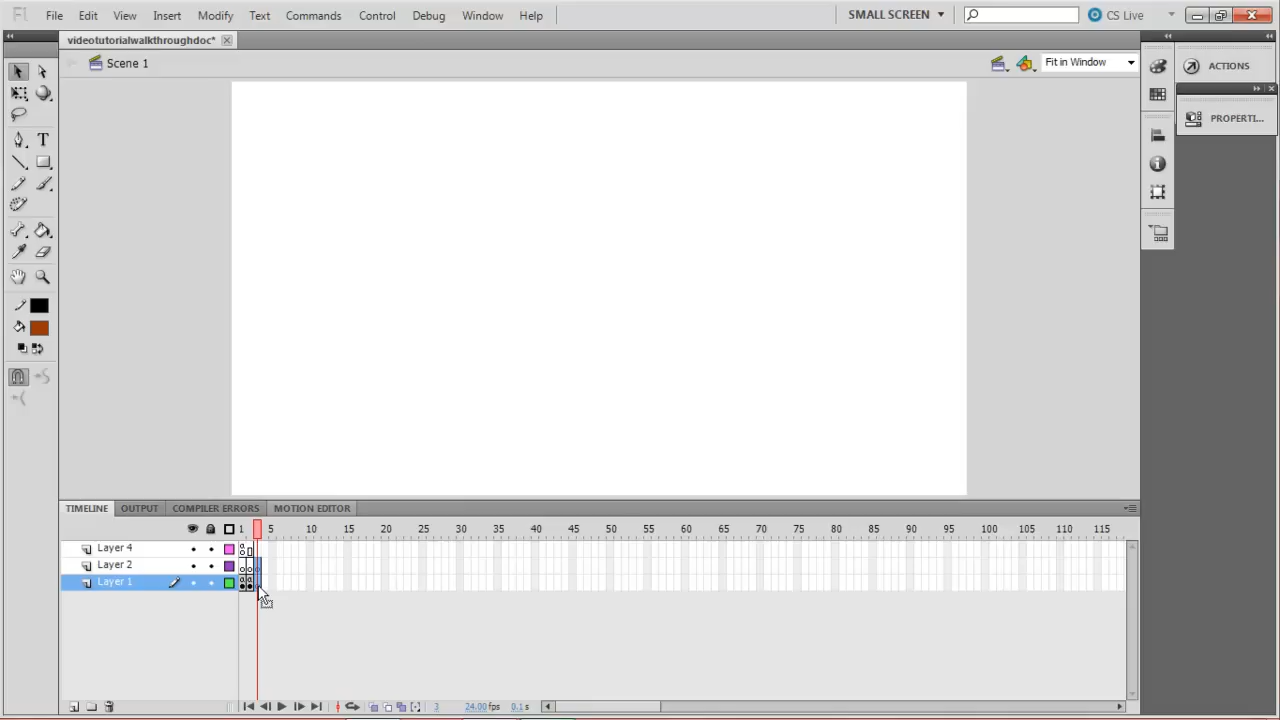 Fl File Edit View Insert Modify Text Commands Control Debug Window Help SMALL SCREEN CS Live
videotutorialwalkthroughdoc*
Scene 1 Fit in Window
ACTIONS
PROPERTI...
T
TIMELINE OUTPUT COMPILER ERRORS MOTION EDITOR
1 5 10 15 20 25 30 35 40 45 50 55 60 65 70 75 80 85 90 95 100 105 110 115
Layer 4
Layer 2
Layer 1
3 24.00 fps 0.1 s